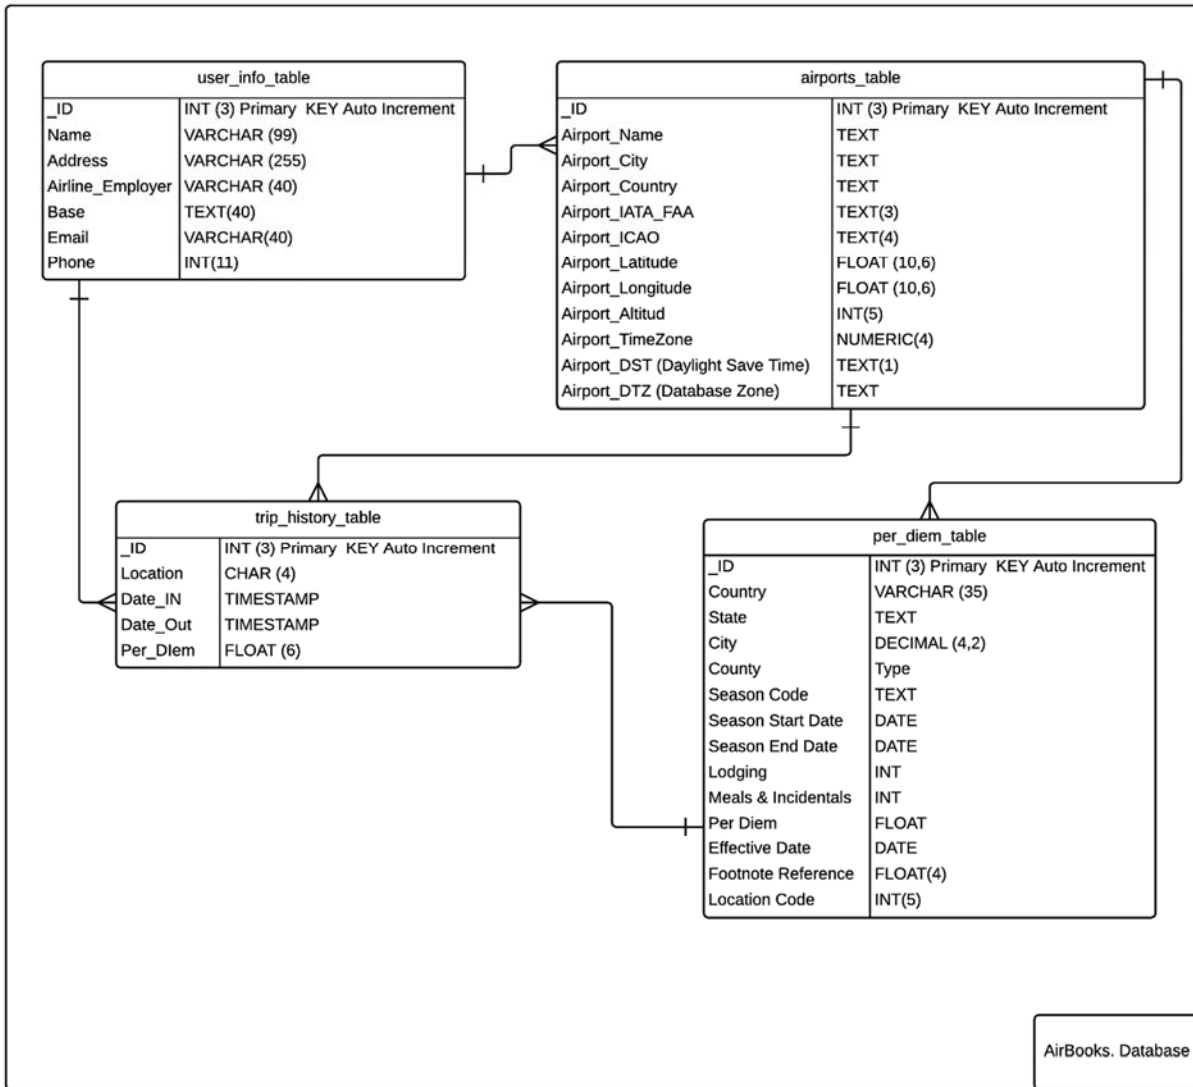 user_info_table
_ID INT (3) Primary KEY Auto Increment
Name VARCHAR (99)
Address VARCHAR (255)
Airline_Employer VARCHAR (40)
Base TEXT(40)
Email VARCHAR(40)
Phone INT(11)
airports_table
_ID INT (3) Primary KEY Auto Increment
Airport_Name TEXT
Airport_City TEXT
Airport_Country TEXT
Airport_IATA_FAA TEXT(3)
Airport_ICAO TEXT(4)
Airport_Latitude FLOAT (10,6)
Airport_Longitude FLOAT (10,6)
Airport_Altitud INT(5)
Airport_TimeZone NUMERIC(4)
Airport_DST (Daylight Save Time) TEXT(1)
Airport_DTZ (Database Zone) TEXT
trip_history_table
_ID INT (3) Primary KEY Auto Increment
Location CHAR (4)
Date_IN TIMESTAMP
Date_Out TIMESTAMP
Per_DIem FLOAT (6)
per_diem_table
_ID INT (3) Primary KEY Auto Increment
Country VARCHAR (35)
State TEXT
City DECIMAL (4,2)
County Type
Season Code TEXT
Season Start Date DATE
Season End Date DATE
Lodging INT
Meals & Incidentals INT
Per Diem FLOAT
Effective Date DATE
Footnote Reference FLOAT(4)
Location Code INT(5)
AirBooks. Database